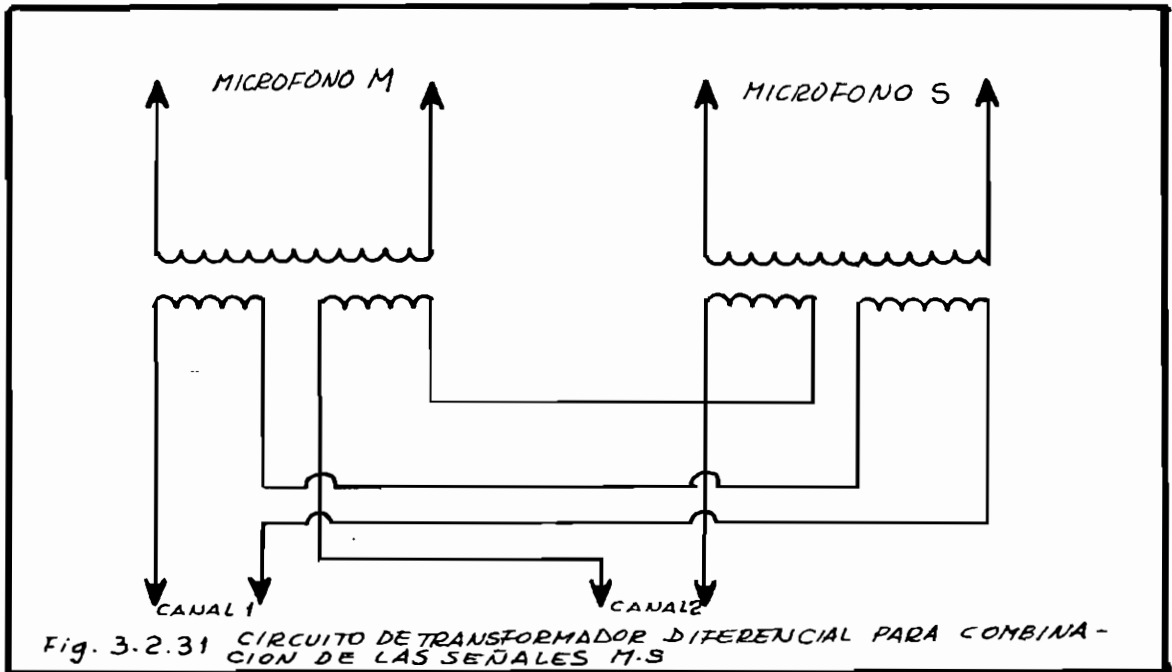 MICROFONO M
MICROFONO S
CANAL 1
CANAL2
Fig. 3.2.31 CIRCUITO DE TRANSFORMADOR DIFERENCIAL PARA COMBINA-
CION DE LAS SEÑALES M.S